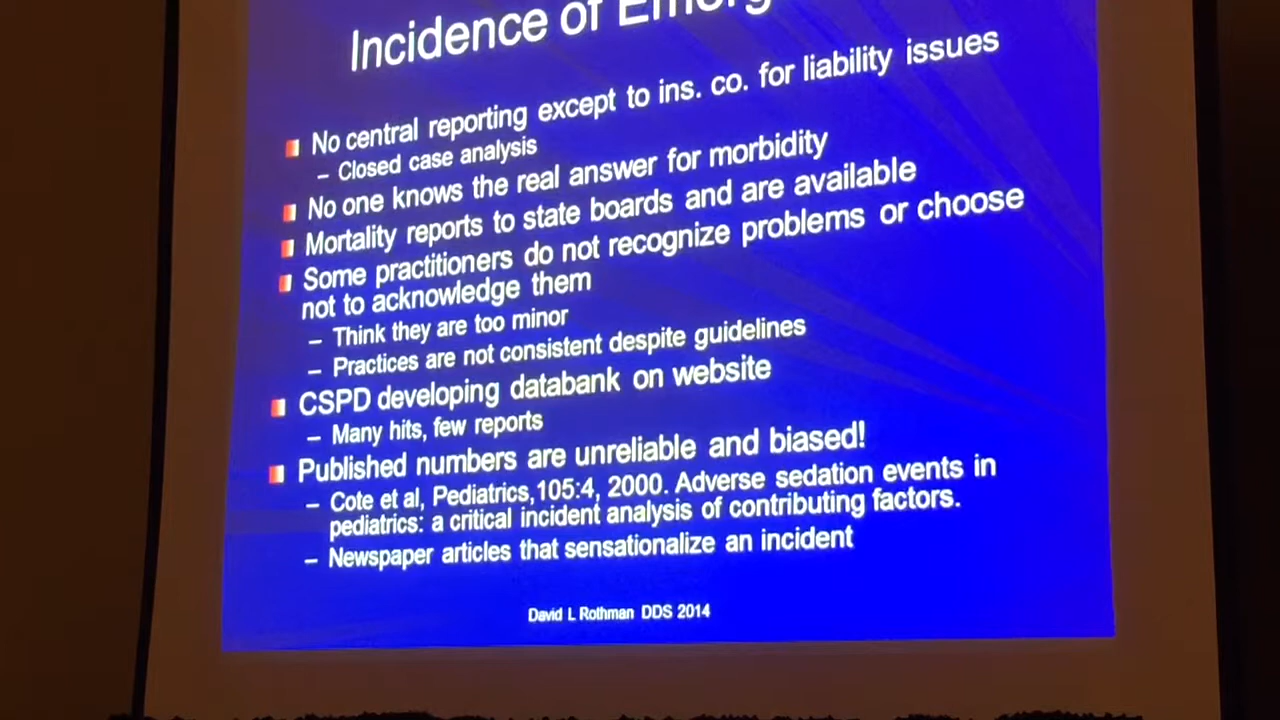 Incidence of
No central reporting except to ins. co. for liability issues
– Closed case analysis
No one knows the real answer for morbidity
Mortality reports to state boards and are available
Some practitioners do not recognize problems or choose
not to acknowledge them
– Think they are too minor
– Practices are not consistent despite guidelines
CSPD developing databank on website
– Many hits, few reports
Published numbers are unreliable and biased!
– Cote et al, Pediatrics,105:4, 2000. Adverse sedation events in
pediatrics: a critical incident analysis of contributing factors.
– Newspaper articles that sensationalize an incident
David L Rothman DDS 2014